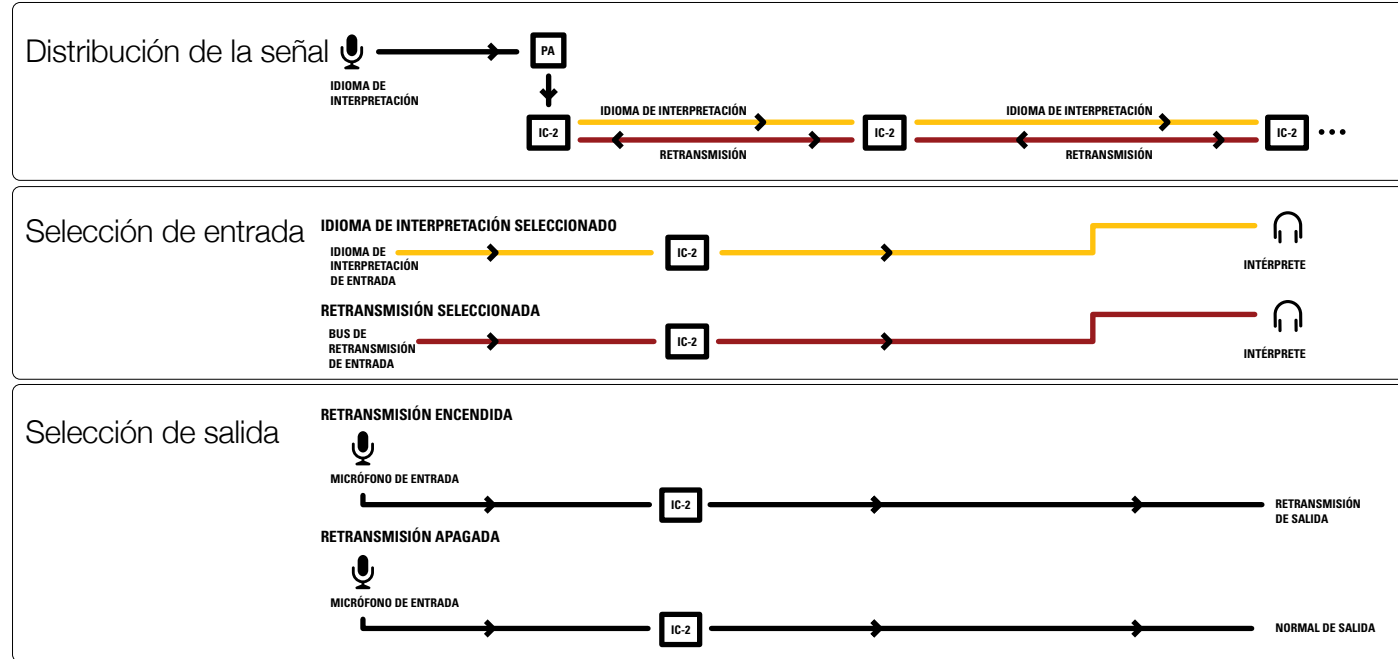 Distribución de la señal
IDIOMA DE
INTERPRETACIÓN
PA
IC-2
IDIOMA DE INTERPRETACIÓN
RETRANSMISIÓN
IC-2
IDIOMA DE INTERPRETACIÓN
RETRANSMISIÓN
IC-2
Selección de entrada
IDIOMA DE INTERPRETACIÓN SELECCIONADO
IDIOMA DE
INTERPRETACIÓN
DE ENTRADA
IC-2
INTÉRPRETE
RETRANSMISIÓN SELECCIONADA
BUS DE
RETRANSMISIÓN
DE ENTRADA
IC-2
INTÉRPRETE
Selección de salida
RETRANSMISIÓN ENCENDIDA
MICRÓFONO DE ENTRADA
IC-2
RETRANSMISIÓN
DE SALIDA
RETRANSMISIÓN APAGADA
MICRÓFONO DE ENTRADA
IC-2
NORMAL DE SALIDA